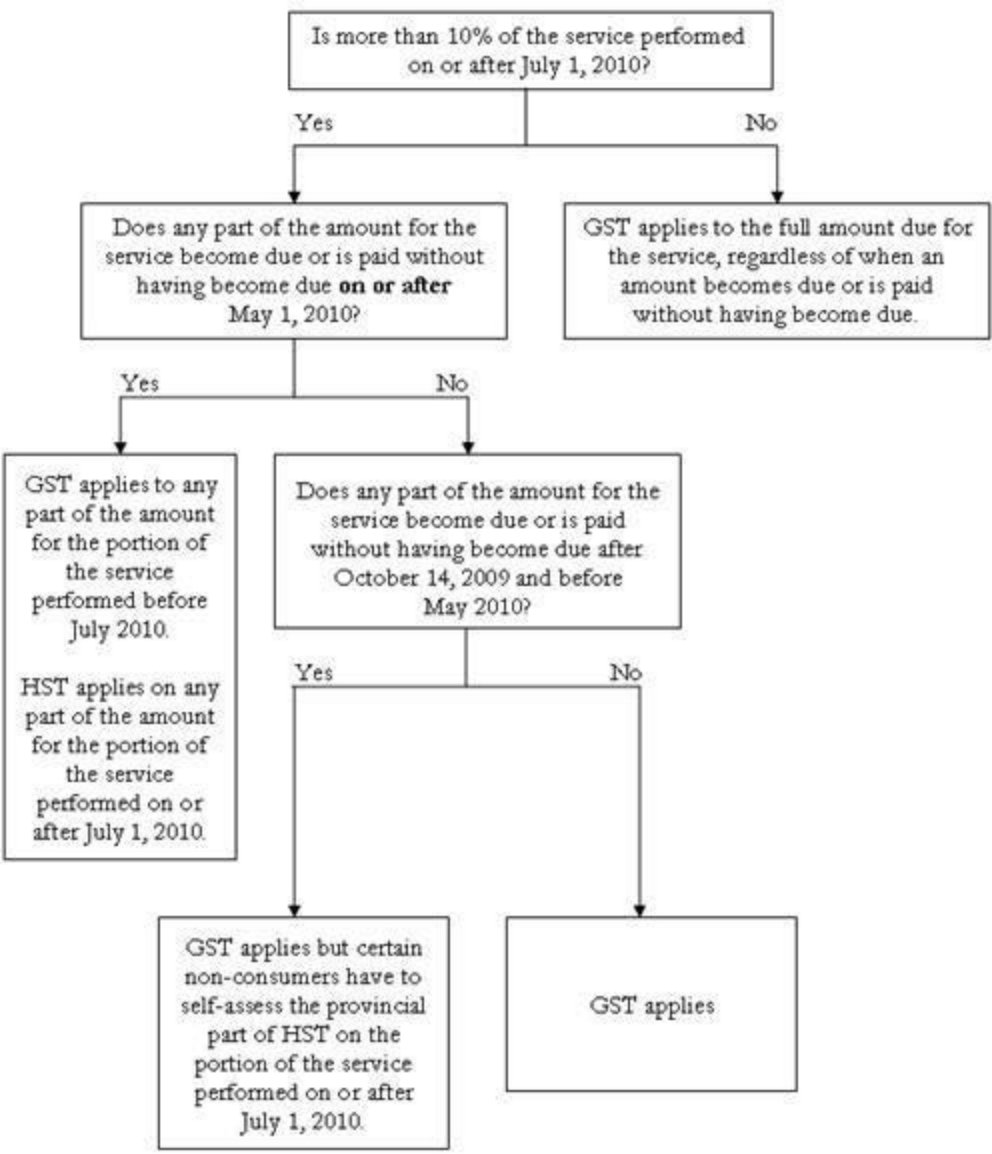 Is more than 10% of the service performed
on or after July 1, 2010?
Yes
No
Does any part of the amount for the
service become due or is paid without
having become due on or after
May 1, 2010?
GST applies to the full amount due for
the service, regardless of when an
amount becomes due or is paid
without having become due.
Yes
No
GST applies to any
part of the amount
for the portion of
the service
performed before
July 2010.
HST applies on any
part of the amount
for the portion of
the service
performed on or
after July 1, 2010.
Does any part of the amount for the
service become due or is paid
without having become due after
October 14, 2009 and before
May 2010?
Yes
No
GST applies but certain
non-consumers have to
self-assess the provincial
part of HST on the
portion of the service
performed on or after
July 1, 2010.
GST applies